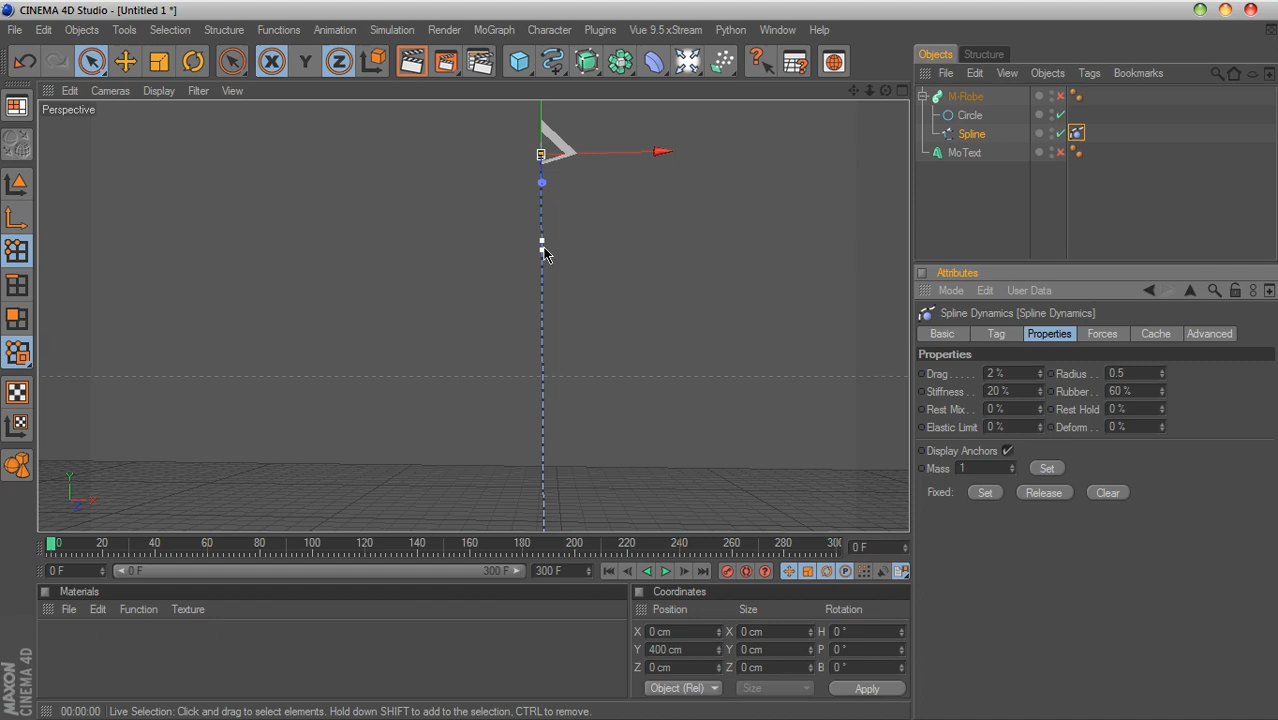 CINEMA 4D Studio - [Untitled 1 *]
File Edit Objects Tools Selection Structure Functions Animation Simulation Render MoGraph Character Plugins Vue 9.5 xStream Python Window Help
X Y Z
Edit Cameras Display Filter View
Perspective
Y
X
Z
0 20 40 60 80 100 120 140 160 180 200 220 240 260 280 30 0 F
0 F 0 F 300 F 300 F
Materials
File Edit Function Texture
Coordinates
Position Size Rotation
X 0 cm X 0 cm H 0 °
Y 400 cm Y 0 cm P 0 °
Z 0 cm Z 0 cm B 0 °
Object (Rel) Size Apply
00:00:00 Live Selection: Click and drag to select elements. Hold down SHIFT to add to the selection, CTRL to remove.
MAXON
CINEMA 4D
Objects Structure
File Edit View Objects Tags Bookmarks
M-Robe
Circle
Spline
MoText
Attributes
Mode Edit User Data
Spline Dynamics [Spline Dynamics]
Basic Tag Properties Forces Cache Advanced
Properties
Drag . . . . . 2 % Radius . . 0.5
Stiffness . . 20 % Rubber . . 60 %
Rest Mix . . 0 % Rest Hold 0 %
Elastic Limit 0 % Deform . . 0 %
Display Anchors
Mass 1 Set
Fixed: Set Release Clear